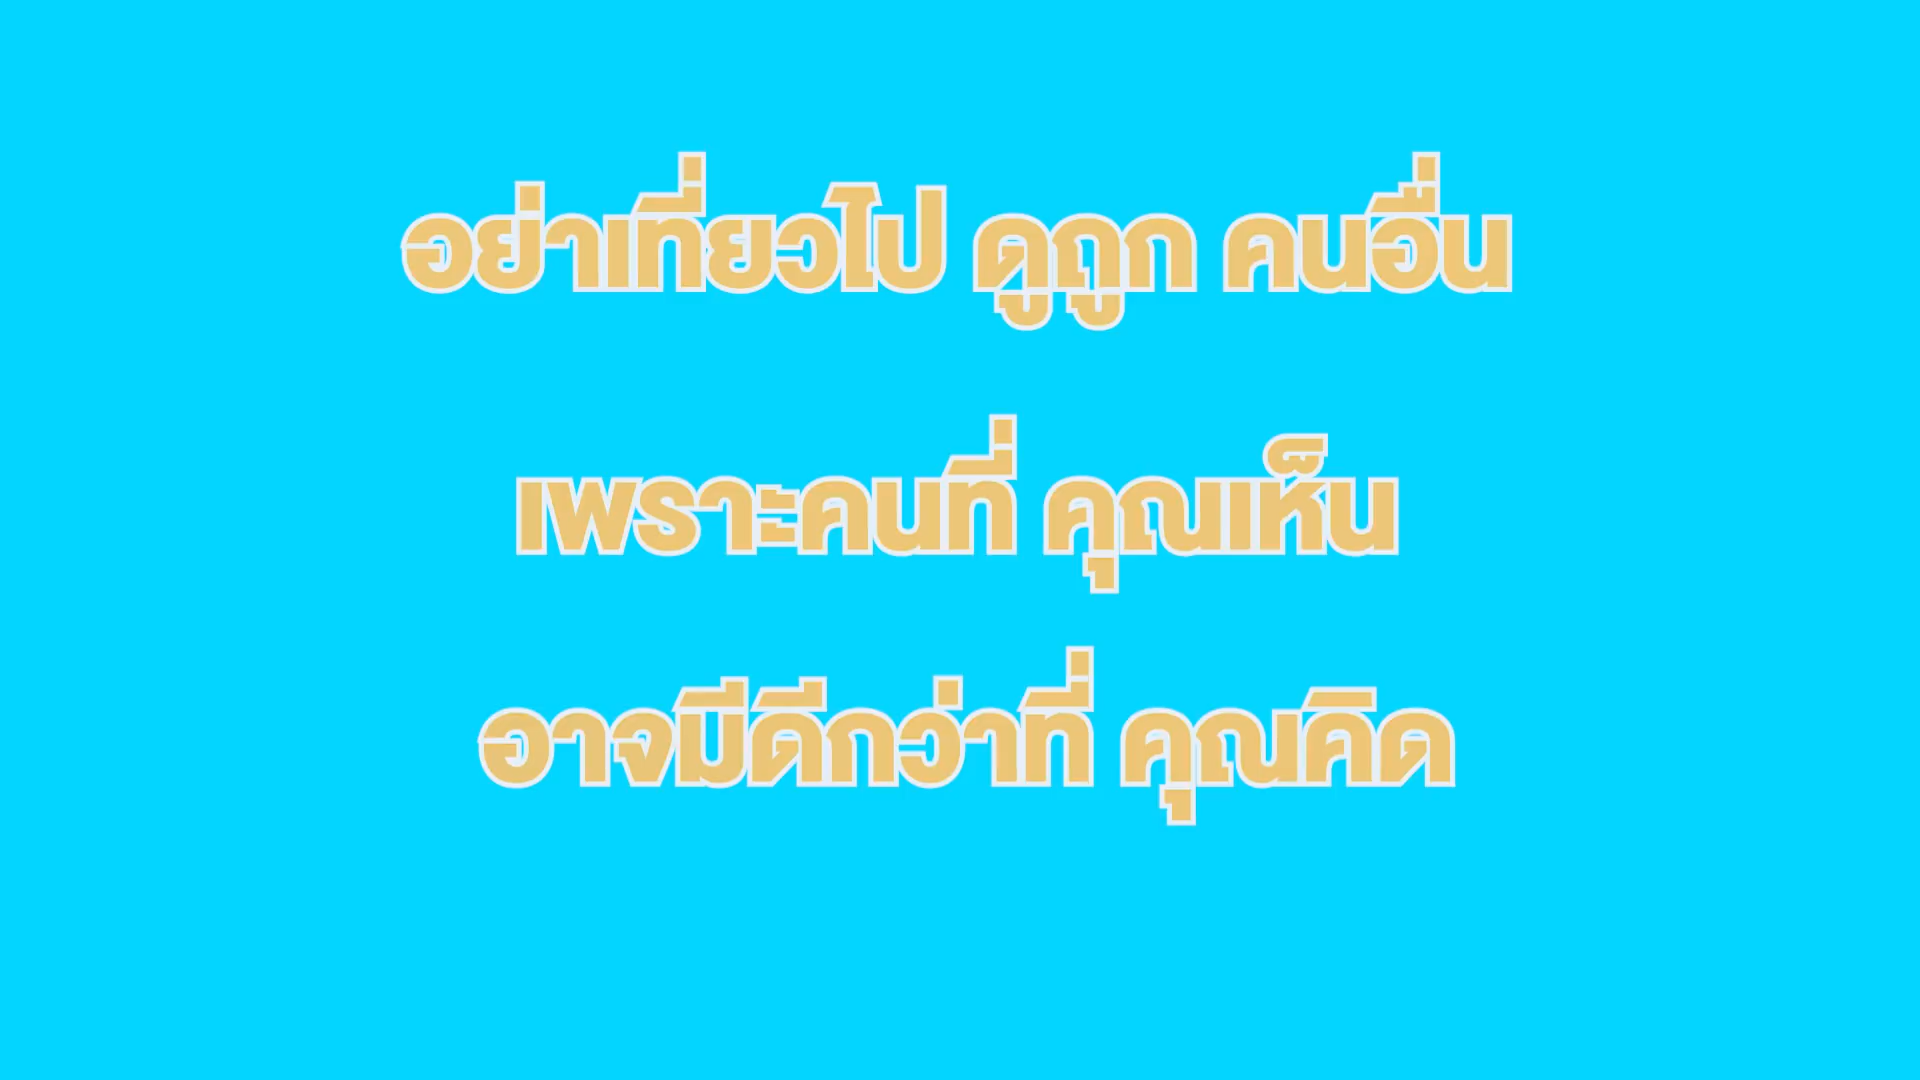 อย่าเที่ยวไป ดูถูก คนอื่น
เพราะคนที่ คุณเห็น
อาจมีดีกว่าที่ คุณคิด